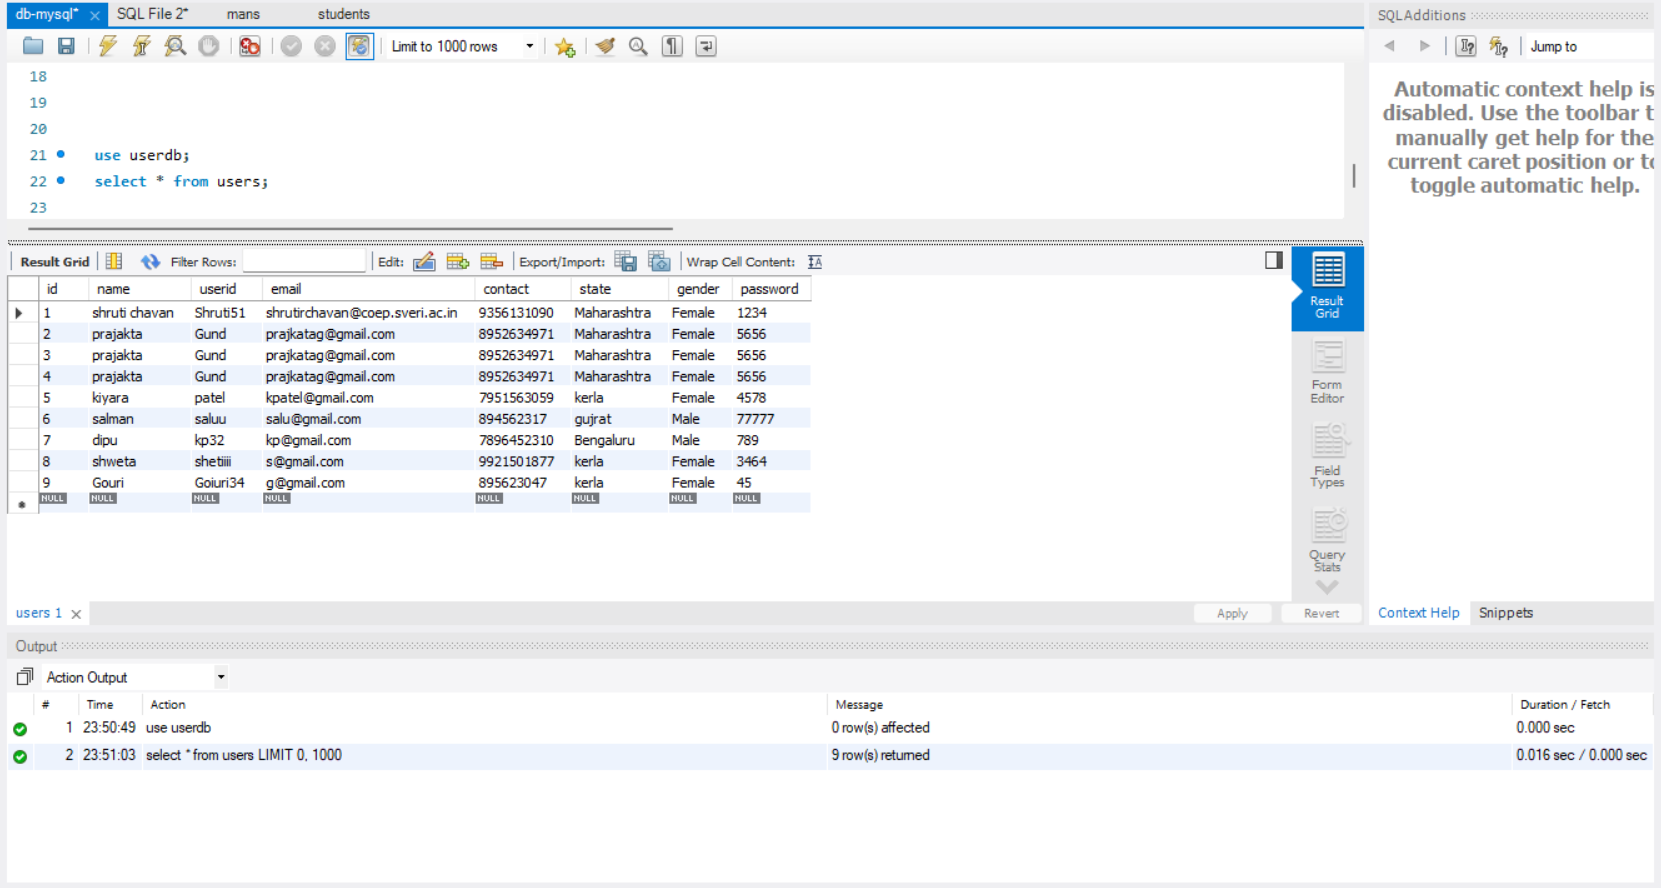 db-mysql* × SQL File 2* mans students
Limit to 1000 rows
18
19
20
21 use userdb;
22 select * from users;
23
Result Grid Filter Rows: Edit: Export/Import: Wrap Cell Content: IA
id name userid email contact state gender password
1 shruti chavan Shruti51 shrutirchavan@coep.sveri.ac.in 9356131090 Maharashtra Female 1234
2 prajakta Gund prajkatag@gmail.com 8952634971 Maharashtra Female 5656
3 prajakta Gund prajkatag@gmail.com 8952634971 Maharashtra Female 5656
4 prajakta Gund prajkatag@gmail.com 8952634971 Maharashtra Female 5656
5 kiyara patel kpatel@gmail.com 7951563059 kerla Female 4578
6 salman saluu salu@gmail.com 894562317 gujrat Male 77777
7 dipu kp32 kp@gmail.com 7896452310 Bengaluru Male 789
8 shweta shetiiii s@gmail.com 9921501877 kerla Female 3464
9 Gouri Goiuri34 g@gmail.com 895623047 kerla Female 45
NULL NULL NULL NULL NULL NULL NULL NULL
Result
Grid
Form
Editor
Field
Types
Query
Stats
users 1 ×
Apply Revert
SQLAdditions
Jump to
Automatic context help is
disabled. Use the toolbar t
manually get help for the
current caret position or to
toggle automatic help.
Context Help Snippets
Output
Action Output
# Time Action Message Duration / Fetch
1 23:50:49 use userdb 0 row(s) affected 0.000 sec
2 23:51:03 select * from users LIMIT 0, 1000 9 row(s) returned 0.016 sec / 0.000 sec